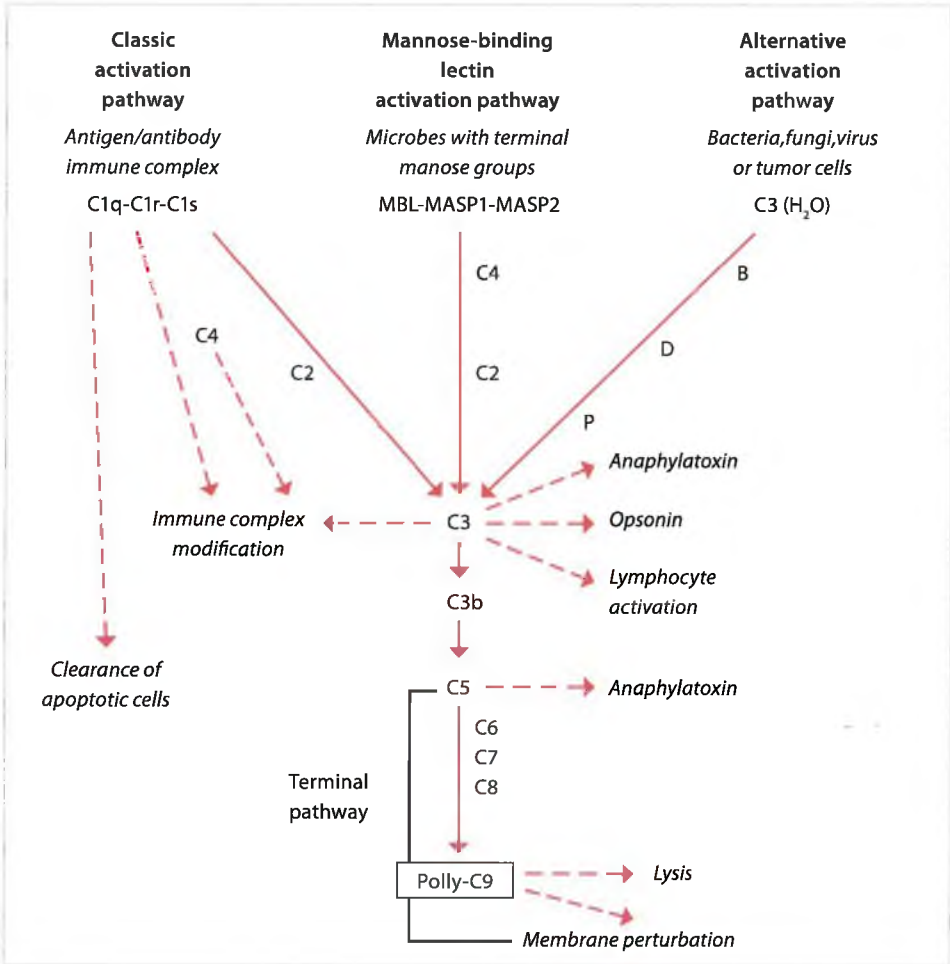 Classic
activation
pathway
Antigen/antibody
immune complex
C1q-C1r-C1s
Mannose-binding
lectin
activation pathway
Microbes with terminal
manose groups
MBL-MASP1-MASP2
Alternative
activation
pathway
Bacteria,fungi,virus
or tumor cells
C3 (H₂O)
C4
B
C4
D
C2
C2
P
Anaphylatoxin
Immune complex
modification
C3
Opsonin
Lymphocyte
activation
C3b
Clearance of
apoptotic cells
C5
Anaphylatoxin
C6
C7
C8
Terminal
pathway
Polly-C9
Lysis
Membrane perturbation